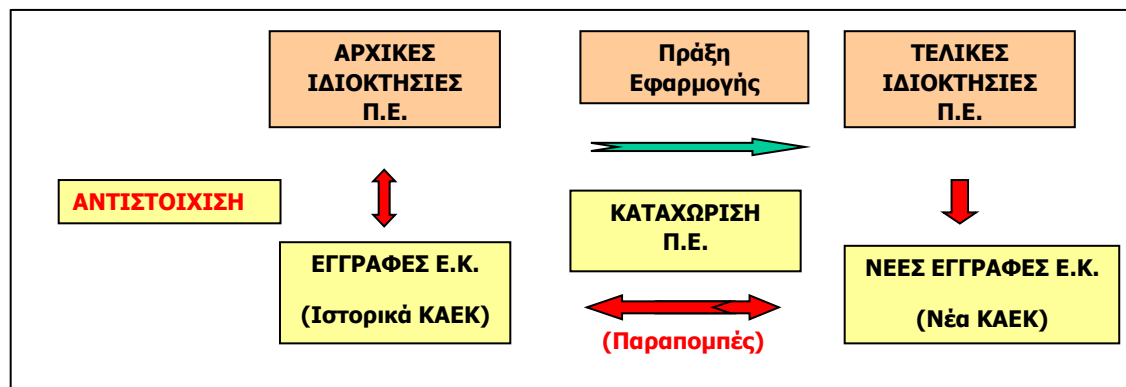 ΑΡΧΙΚΕΣ
ΙΔΙΟΚΤΗΣΙΕΣ
Π.Ε.
Πράξη
Εφαρμογής
ΤΕΛΙΚΕΣ
ΙΔΙΟΚΤΗΣΙΕΣ
Π.Ε.
ΑΝΤΙΣΤΟΙΧΙΣΗ
ΚΑΤΑΧΩΡΙΣΗ
Π.Ε.
ΕΓΓΡΑΦΕΣ Ε.Κ.
(Ιστορικά ΚΑΕΚ)
ΝΕΕΣ ΕΓΓΡΑΦΕΣ Ε.Κ.
(Νέα ΚΑΕΚ)
(Παραπομπές)